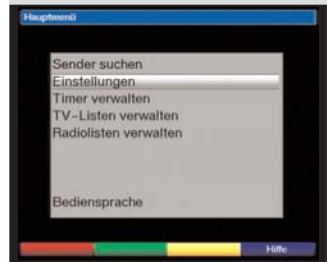 Hauptmenü
Sender suchen
Einstellungen
Timer verwalten
TV-Listen verwalten
Radiolisten verwalten
Bediensprache
Hilfe